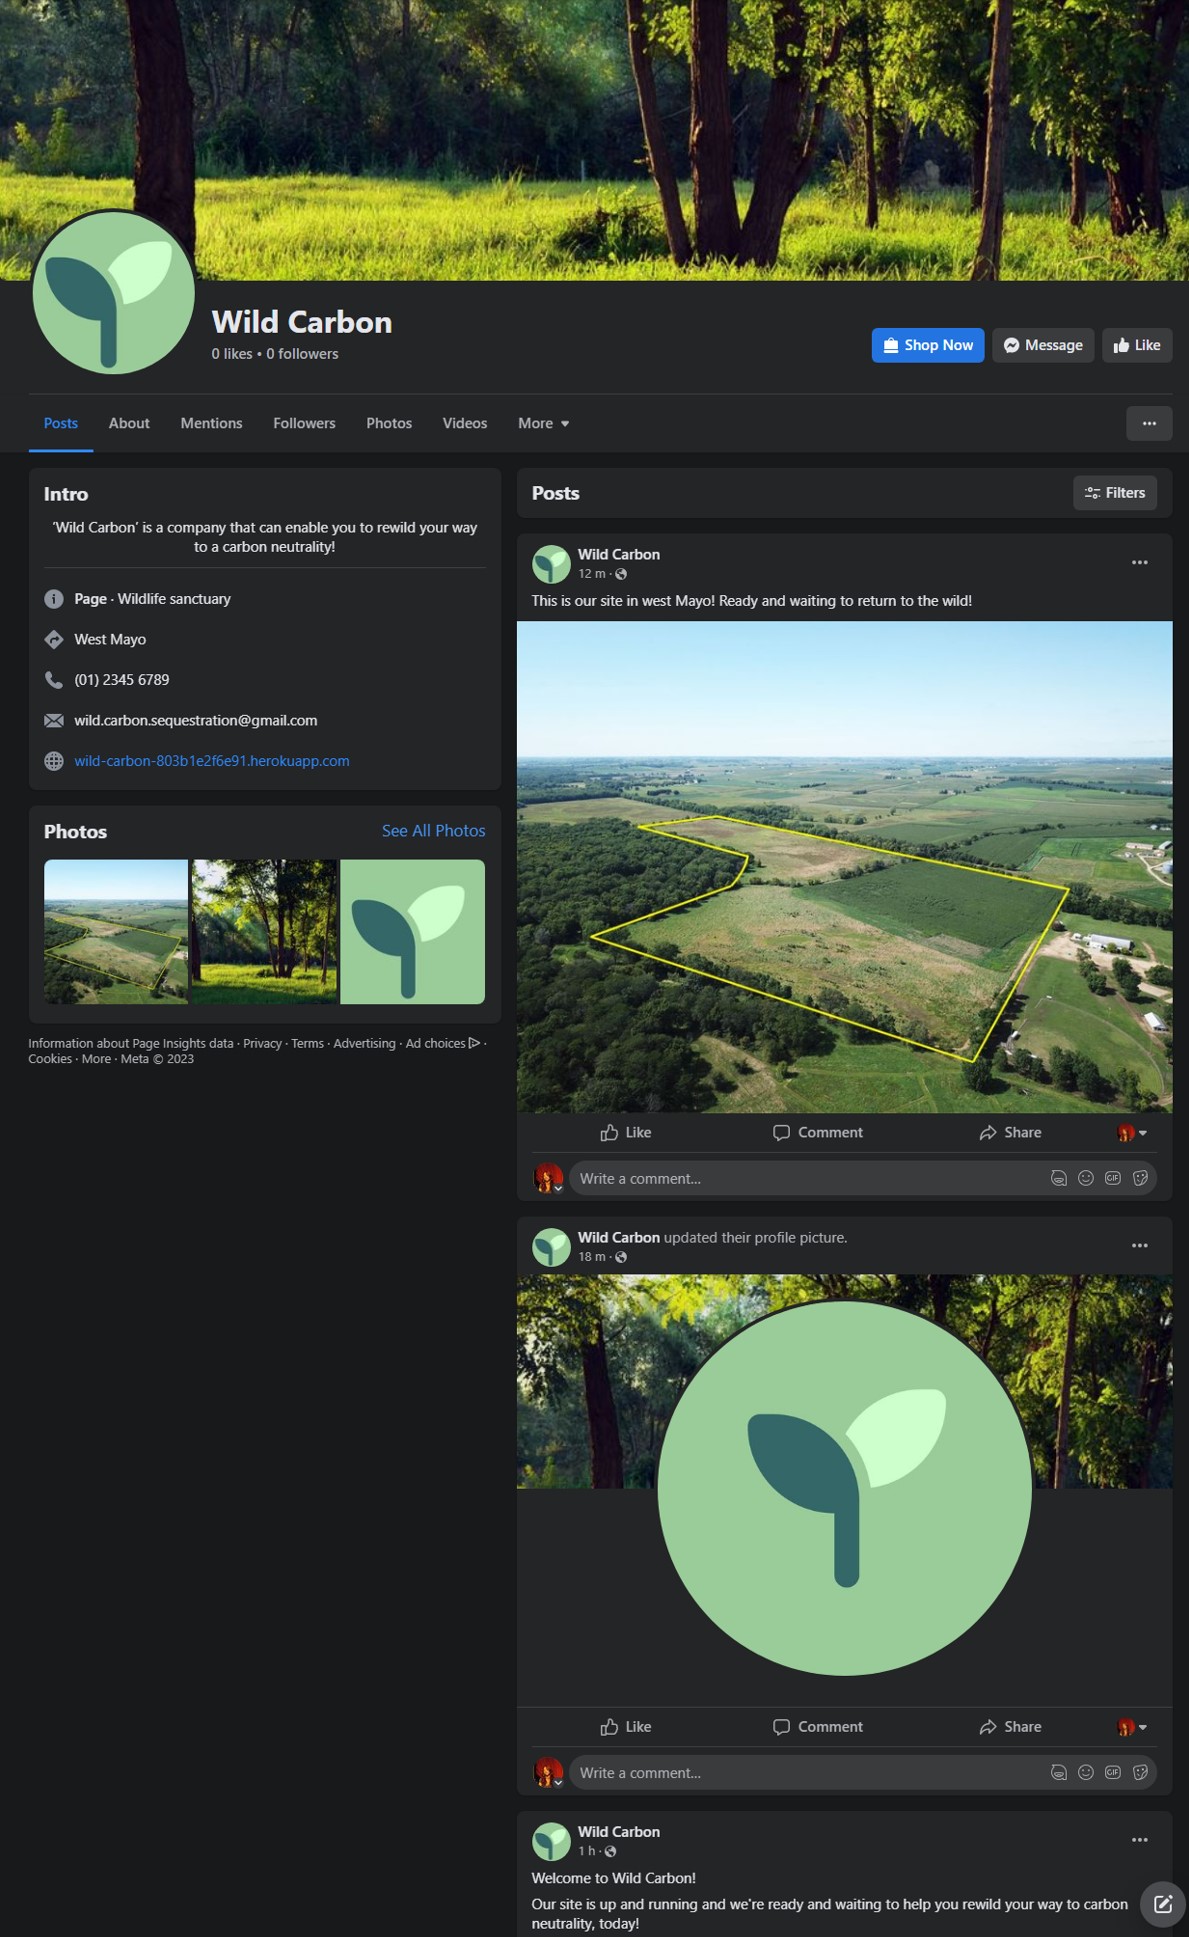 Wild Carbon
0 likes • 0 followers
Shop Now
Message
Like
Posts
About
Mentions
Followers
Photos
Videos
More
Intro
'Wild Carbon' is a company that can enable you to rewild your way
to a carbon neutrality!
Page · Wildlife sanctuary
West Mayo
(01) 2345 6789
wild.carbon.sequestration@gmail.com
wild-carbon-803b1e2f6e91.herokuapp.com
Photos
See All Photos
Information about Page Insights data · Privacy · Terms · Advertising · Ad choices ·
Cookies · More · Meta © 2023
Posts
Filters
Wild Carbon
12 m ·
This is our site in west Mayo! Ready and waiting to return to the wild!
Like
Comment
Share
Write a comment...
GIF
Wild Carbon updated their profile picture.
18 m ·
Like
Comment
Share
Write a comment...
GIF
Wild Carbon
1 h ·
Welcome to Wild Carbon!
Our site is up and running and we're ready and waiting to help you rewild your way to carbon
neutrality, today!